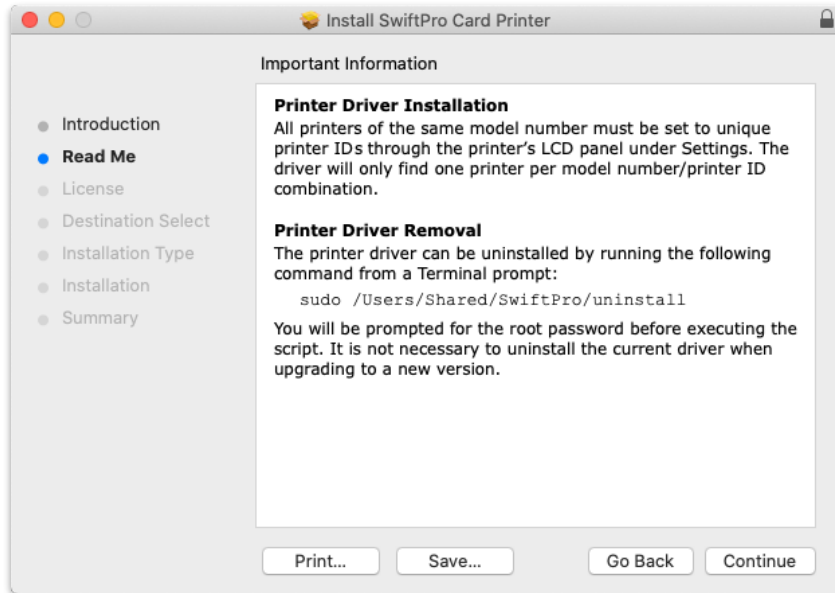 Install SwiftPro Card Printer
Important Information
Introduction
Read Me
License
Destination Select
Installation Type
Installation
Summary
Printer Driver Installation
All printers of the same model number must be set to unique
printer IDs through the printer’s LCD panel under Settings. The
driver will only find one printer per model number/printer ID
combination.
Printer Driver Removal
The printer driver can be uninstalled by running the following
command from a Terminal prompt:
sudo /Users/Shared/SwiftPro/uninstall
You will be prompted for the root password before executing the
script. It is not necessary to uninstall the current driver when
upgrading to a new version.
Print...
Save...
Go Back
Continue